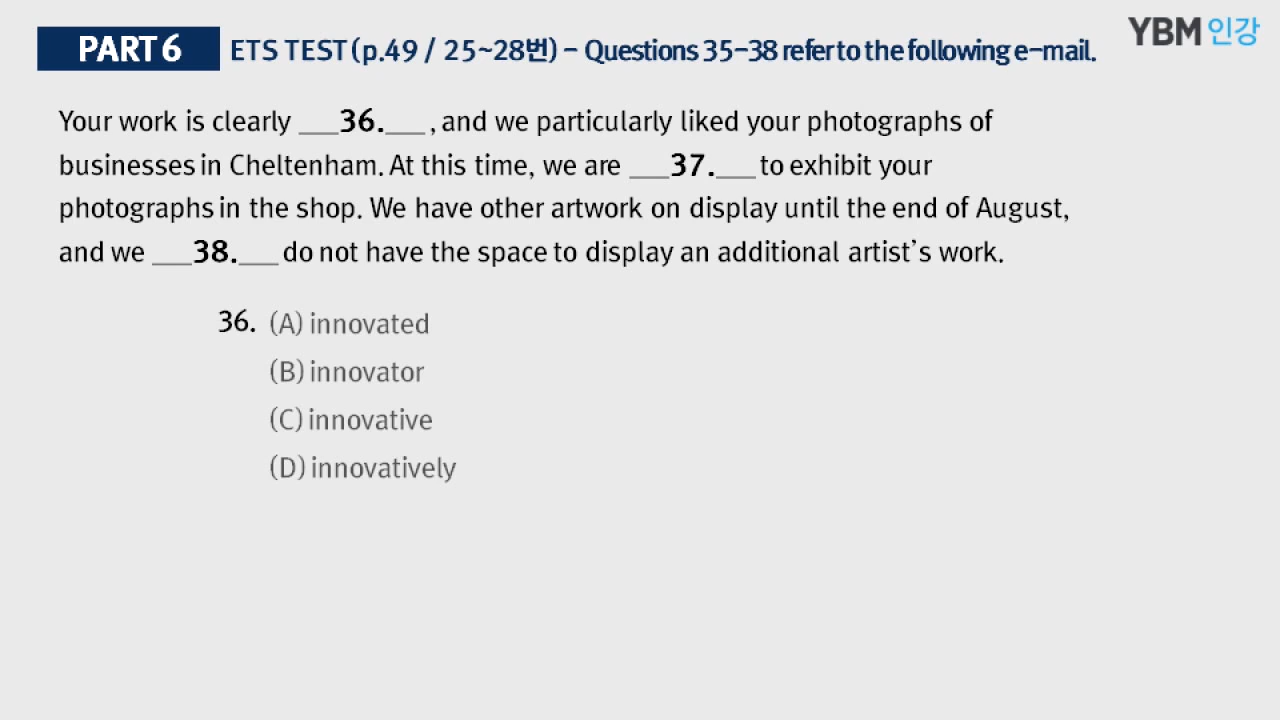 PART 6 ETS TEST (p.49 / 25~28번) - Questions 35-38 refer to the following e-mail.
YBM 인강
Your work is clearly ___36.___ , and we particularly liked your photographs of
businesses in Cheltenham. At this time, we are ___37.___ to exhibit your
photographs in the shop. We have other artwork on display until the end of August,
and we ___38.___ do not have the space to display an additional artist's work.
36. (A) innovated
(B) innovator
(C) innovative
(D) innovatively